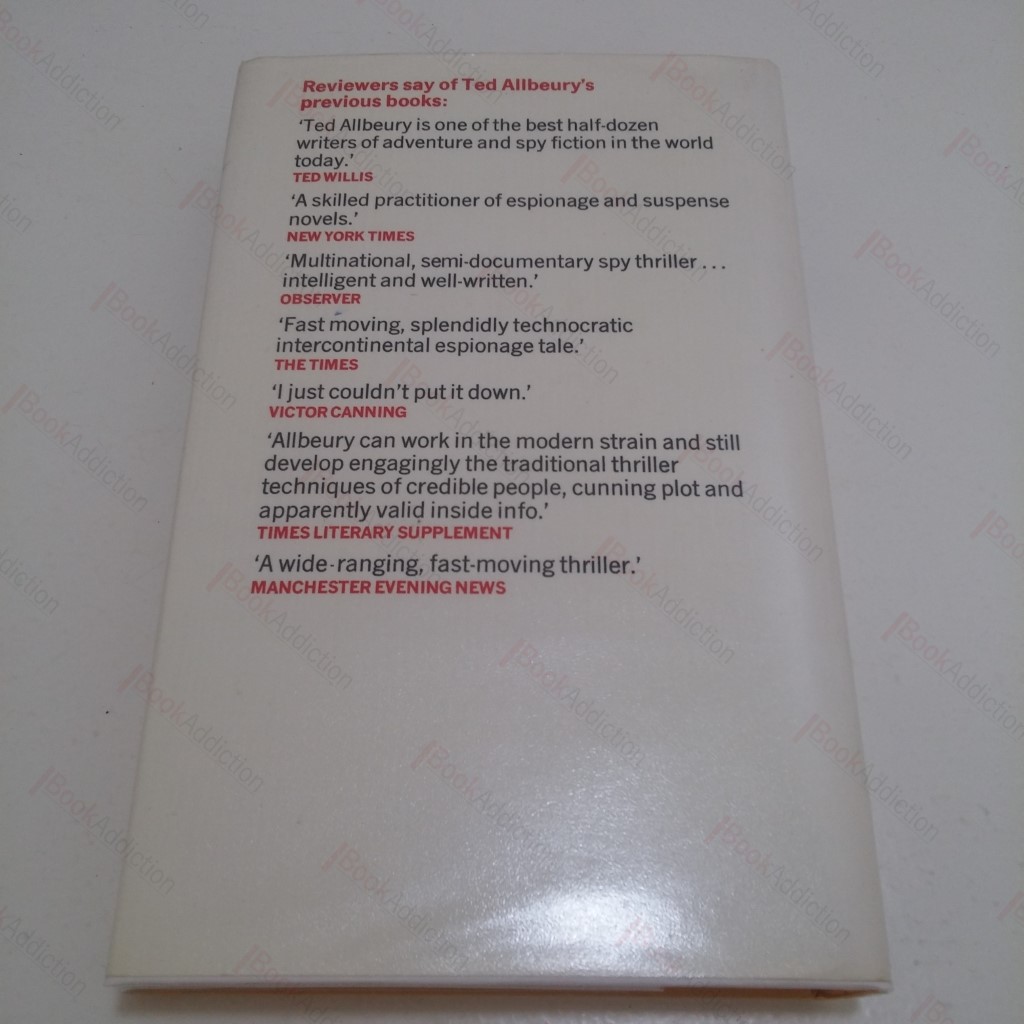 Reviewers say of Ted Allbeury's
previous books:
'Ted Allbeury is one of the best half-dozen
writers of adventure and spy fiction in the world
today.'
TED WILLIS
'A skilled practitioner of espionage and suspense
novels.'
NEW YORK TIMES
'Multinational, semi-documentary spy thriller . . .
intelligent and well-written.'
OBSERVER
'Fast moving, splendidly technocratic
intercontinental espionage tale.'
THE TIMES
'I just couldn't put it down.'
VICTOR CANNING
'Allbeury can work in the modern strain and still
develop engagingly the traditional thriller
techniques of credible people, cunning plot and
apparently valid inside info.'
TIMES LITERARY SUPPLEMENT
'A wide-ranging, fast-moving thriller.'
MANCHESTER EVENING NEWS
BookAddiction